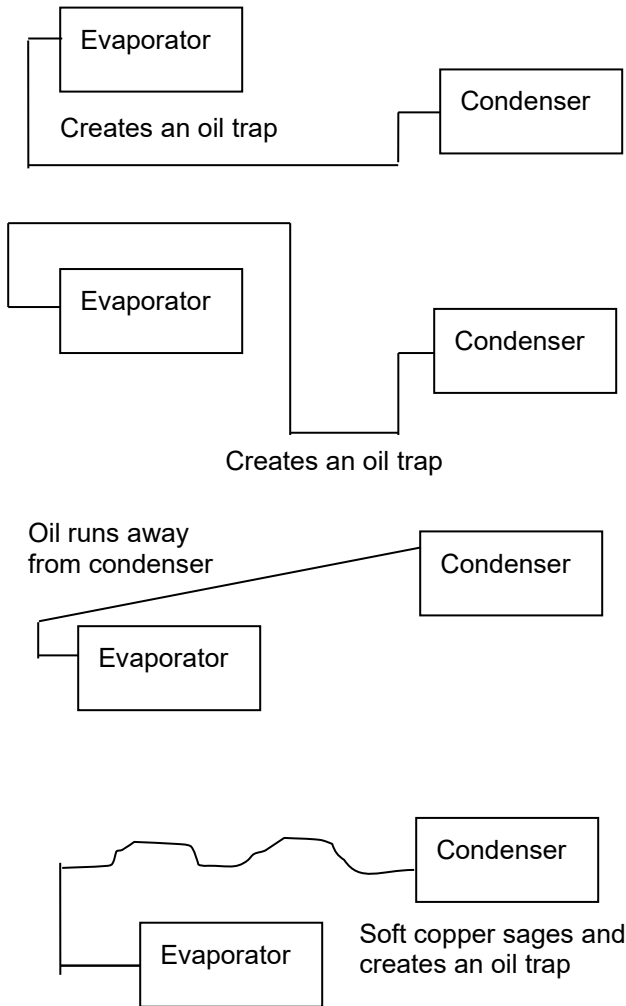 Evaporator
Condenser
Creates an oil trap
Evaporator
Condenser
Creates an oil trap
Oil runs away
from condenser
Condenser
Evaporator
Condenser
Evaporator
Soft copper sages and
creates an oil trap